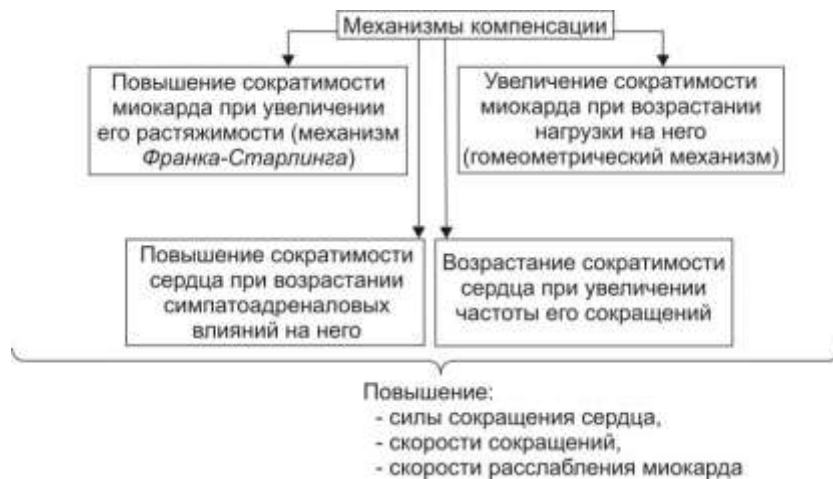 Механизмы компенсации
Повышение сократимости
миокарда при увеличении
его растяжимости (механизм
Франка-Старлинга)
Увеличение сократимости
миокарда при возрастании
нагрузки на него
(гомеометрический механизм)
Повышение сократимости
сердца при возрастании
симпатоадреналовых
влияний на него
Возрастание сократимости
сердца при увеличении
частоты его сокращений
Повышение:
- силы сокращения сердца,
- скорости сокращений,
- скорости расслабления миокарда